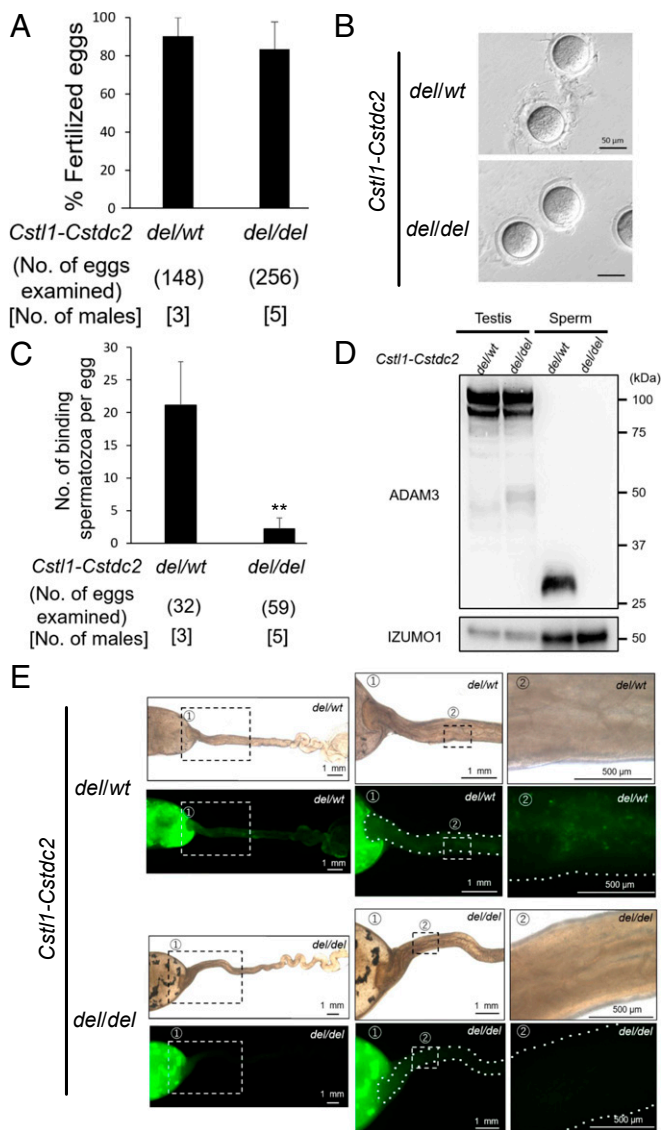 A
% Fertilized eggs
100
80
60
40
20
0
Cstl1-Cstdc2 del/wt del/del
(No. of eggs examined) (148) (256)
[No. of males] [3] [5]
B
Cstl1-Cstdc2
del/wt
50 µm
del/del
C
No. of binding
spermatozoa per egg
30
25
20
15
10
5
0
**
Cstl1-Cstdc2 del/wt del/del
(No. of eggs examined) (32) (59)
[No. of males] [3] [5]
D
Testis Sperm
Cstl1-Cstdc2 del/wt del/del del/wt del/del
(kDa)
100
75
ADAM3
50
37
25
IZUMO1 50
E
Cstl1-Cstdc2
del/wt
① del/wt 1 mm
① ② del/wt 1 mm
② del/wt 500 µm
① del/wt 1 mm
① ② del/wt 1 mm
② del/wt 500 µm
del/del
① del/del 1 mm
① ② del/del 1 mm
② del/del 500 µm
① del/del 1 mm
① ② del/del 1 mm
② del/del 500 µm